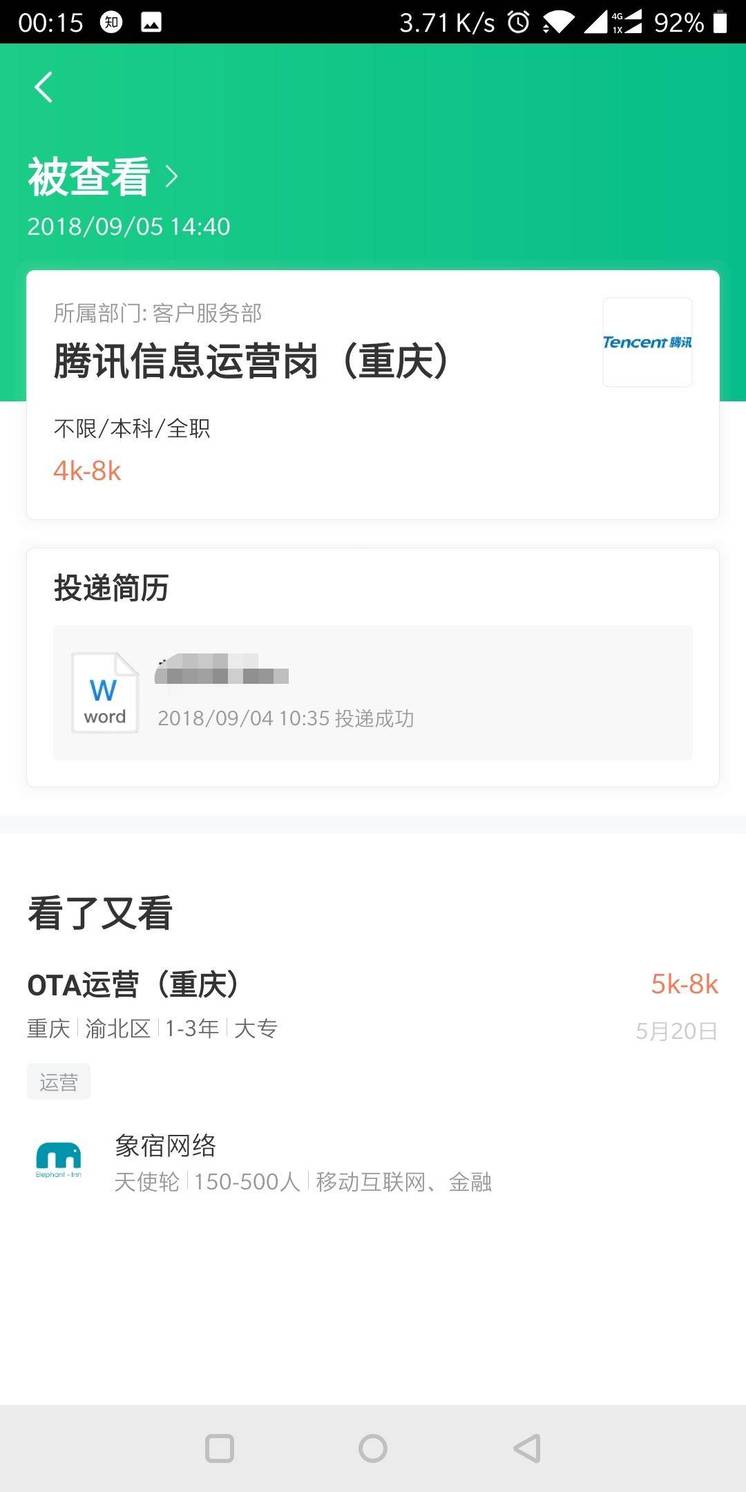 00:15 知 3.71 K/s 4G 1X 92%
被查看
2018/09/05 14:40
所属部门: 客户服务部
腾讯信息运营岗（重庆）
Tencent 腾讯
不限/本科/全职
4k-8k
投递简历
W
word
2018/09/04 10:35 投递成功
看了又看
OTA运营（重庆） 5k-8k
重庆 渝北区 1-3年 大专 5月20日
运营
象宿网络
Elephant - Inn
天使轮 150-500人 移动互联网、金融